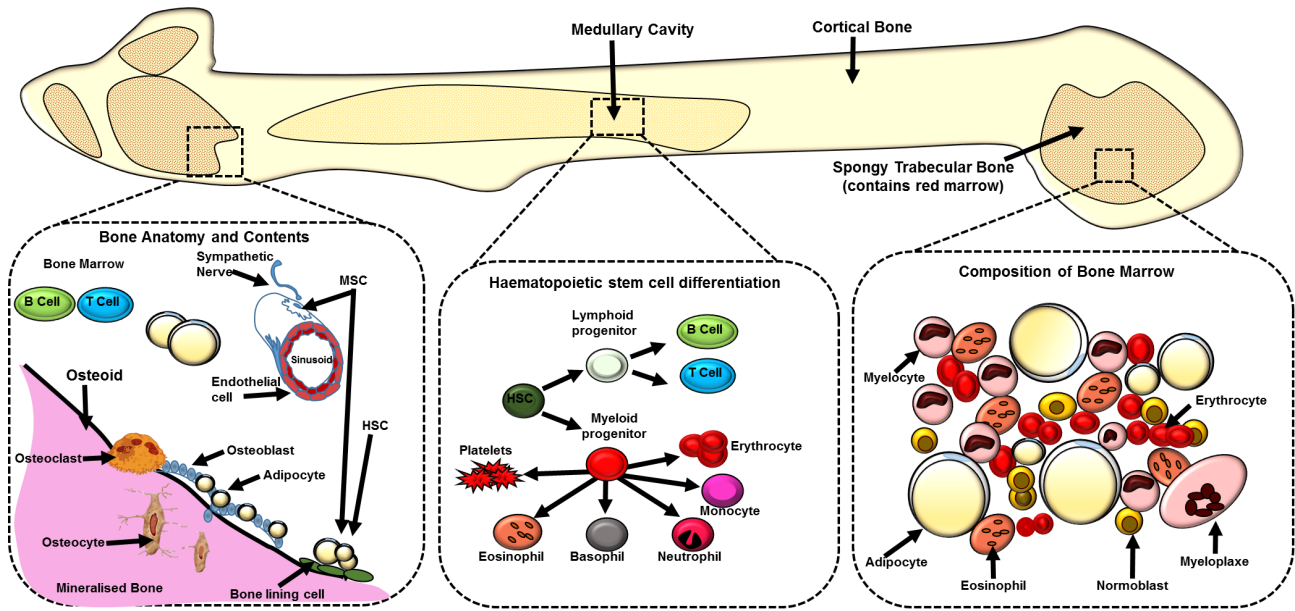 Medullary Cavity
Cortical Bone
Spongy Trabecular Bone
(contains red marrow)
Bone Anatomy and Contents
Bone Marrow
B Cell
T Cell
Sympathetic
Nerve
MSC
Sinusoid
Endothelial
cell
Osteoid
HSC
Osteoclast
Osteoblast
Adipocyte
Osteocyte
Mineralised Bone
Bone lining cell
Haematopoietic stem cell differentiation
Lymphoid
progenitor
B Cell
T Cell
HSC
Myeloid
progenitor
Platelets
Erythrocyte
Monocyte
Eosinophil
Basophil
Neutrophil
Composition of Bone Marrow
Myelocyte
Erythrocyte
Adipocyte
Eosinophil
Normoblast
Myeloplaxe